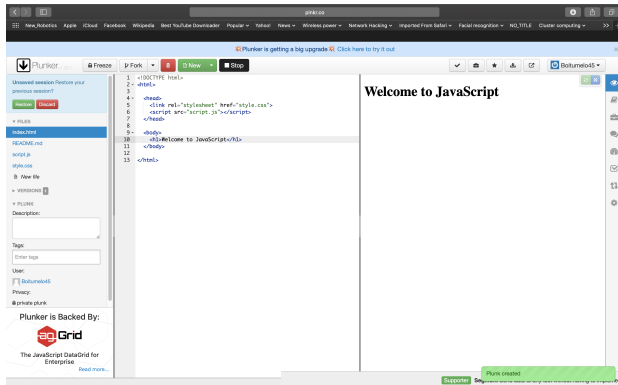 plnkr.co
New_Robotics Apple iCloud Facebook Wikipedia Best YouTube Downloader Popular Yahoo! News Wireless power Network Hacking Imported From Safari Facial recognition NO_TITLE Cluster computing >>
Plunker is getting a big upgrade Click here to try it out
Plunker
Freeze Fork New Stop Boitumelo45
Unsaved session Restore your
previous session?
Restore Discard
FILES
index.html
README.md
script.js
style.css
New file
VERSIONS 1
PLUNK
Description:
Tags:
Enter tags
User:
Boitumelo45
Privacy:
private plunk
Plunker is Backed By:
ag Grid
The JavaScript DataGrid for
Enterprise
Read more...
1 <!DOCTYPE html>
2 <html>
3
4 <head>
5 <link rel="stylesheet" href="style.css">
6 <script src="script.js"></script>
7 </head>
8
9 <body>
10 <h1>Welcome to JavaScript</h1>
11 </body>
12
13 </html>
Welcome to JavaScript
Plunk created
Supporter